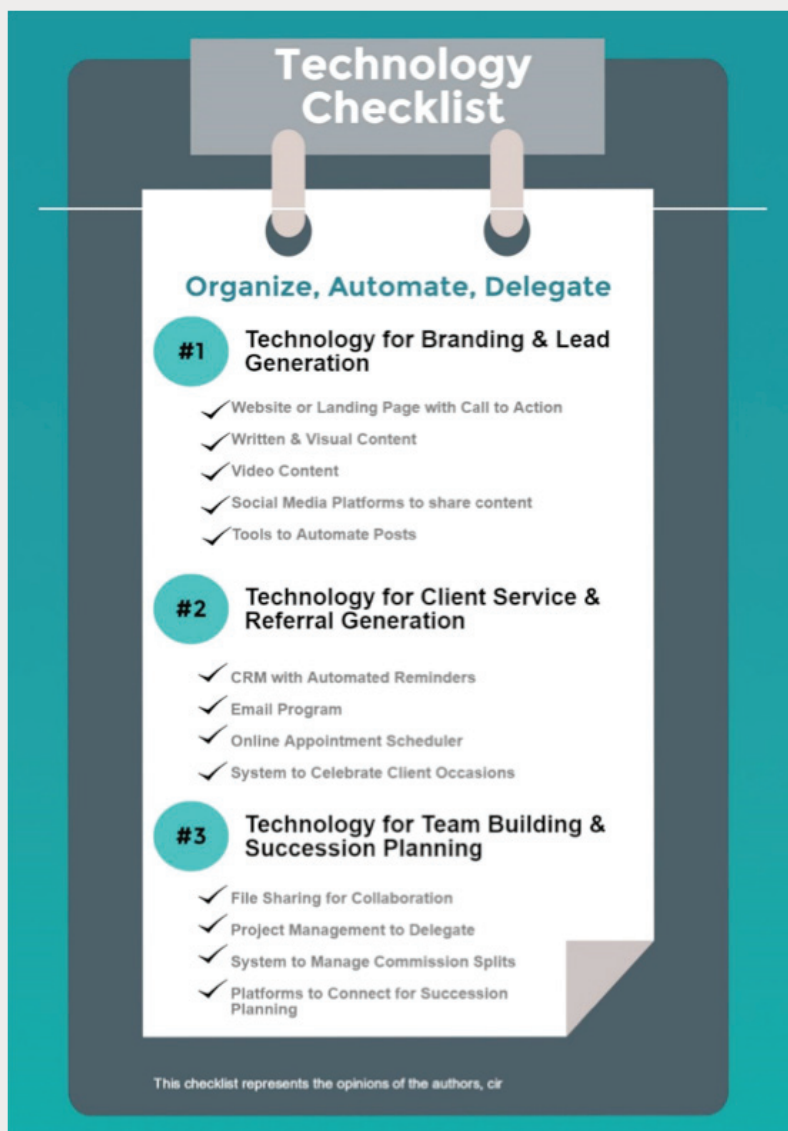 Technology
Checklist
Organize, Automate, Delegate
#1
Technology for Branding & Lead
Generation
Website or Landing Page with Call to Action
Written & Visual Content
Video Content
Social Media Platforms to share content
Tools to Automate Posts
#2
Technology for Client Service &
Referral Generation
CRM with Automated Reminders
Email Program
Online Appointment Scheduler
System to Celebrate Client Occasions
#3
Technology for Team Building &
Succession Planning
File Sharing for Collaboration
Project Management to Delegate
System to Manage Commission Splits
Platforms to Connect for Succession
Planning
This checklist represents the opinions of the authors, cir